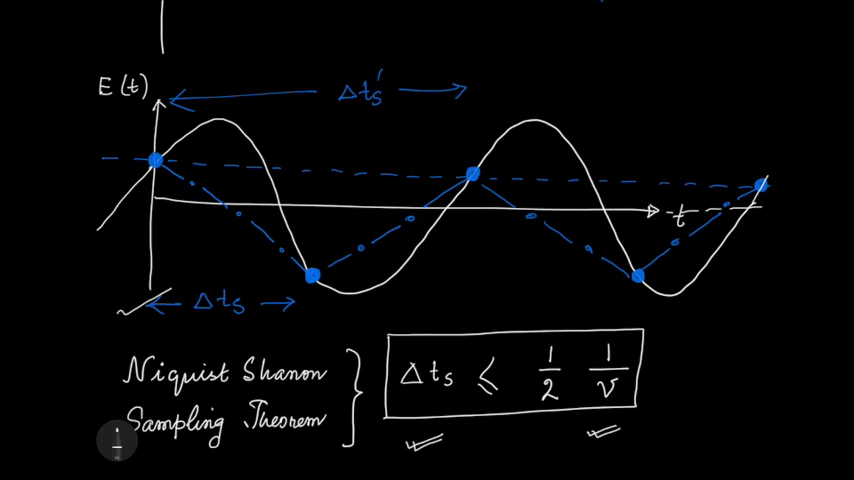 E(t)
Δts'
t
Δts
Niquist Shanon
Sampling Theorem
Δts ≤ 1/2 1/ν